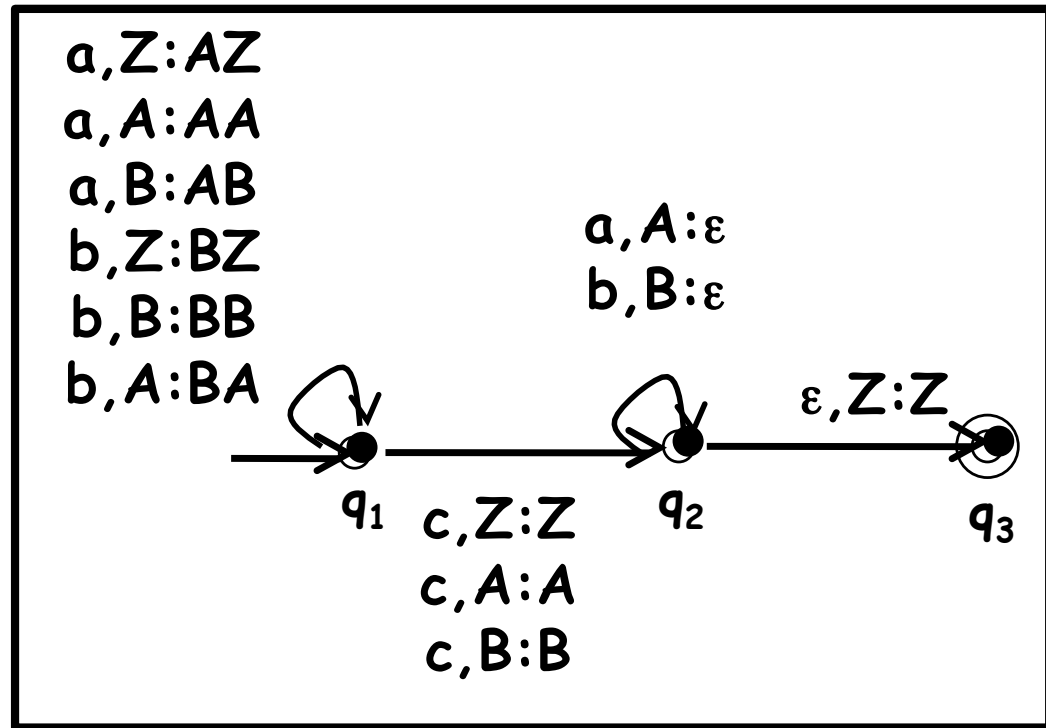 a,Z:AZ
a,A:AA
a,B:AB
b,Z:BZ
b,B:BB
b,A:BA
a,A:ε
b,B:ε
ε,Z:Z
q₁
q₂
q₃
c,Z:Z
c,A:A
c,B:B